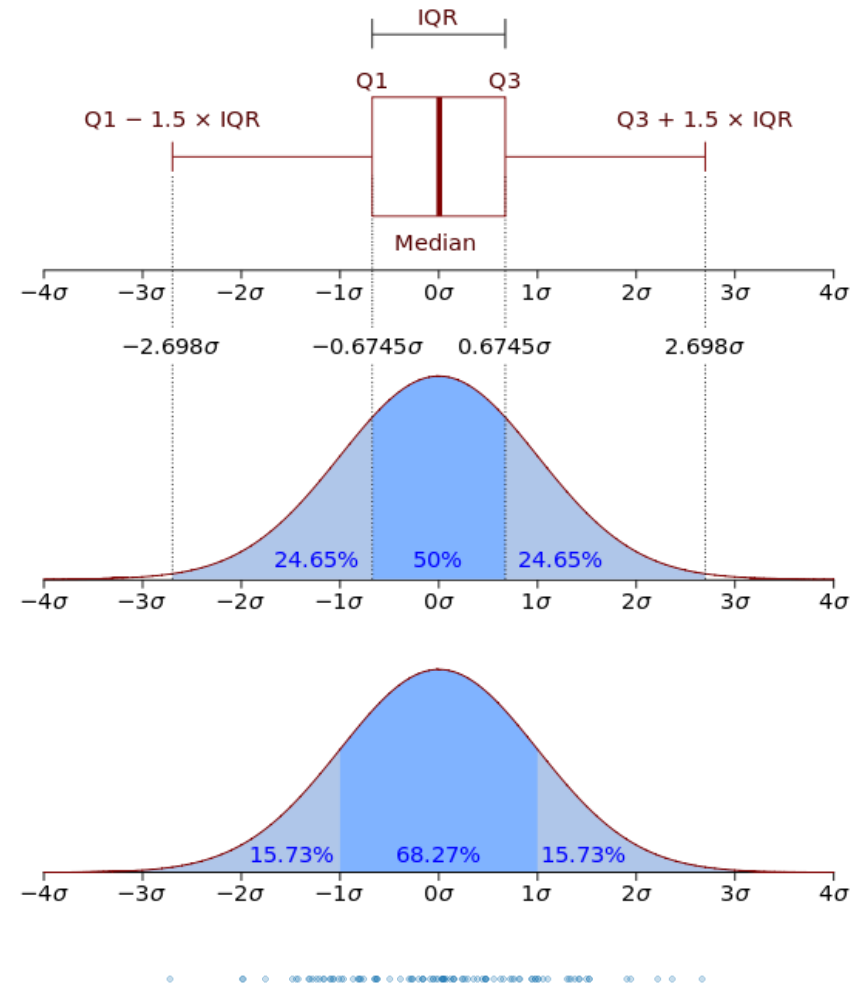 IQR
Q1 Q3
Q1 − 1.5 × IQR Q3 + 1.5 × IQR
Median
−4σ −3σ −2σ −1σ 0σ 1σ 2σ 3σ 4σ
−2.698σ −0.6745σ 0.6745σ 2.698σ
24.65% 50% 24.65%
−4σ −3σ −2σ −1σ 0σ 1σ 2σ 3σ 4σ
15.73% 68.27% 15.73%
−4σ −3σ −2σ −1σ 0σ 1σ 2σ 3σ 4σ